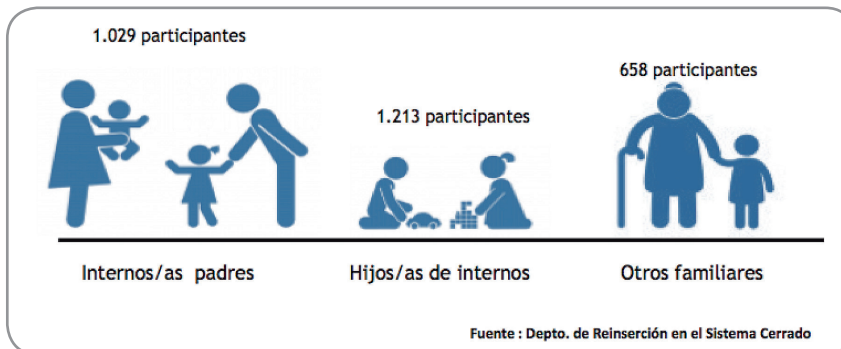 1.029 participantes
658 participantes
1.213 participantes
Internos/as padres
Hijos/as de internos
Otros familiares
Fuente : Depto. de Reinserción en el Sistema Cerrado